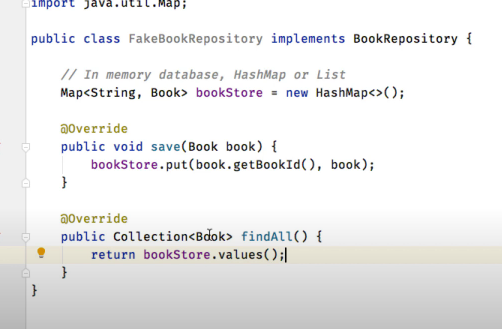 import java.util.Map;
public class FakeBookRepository implements BookRepository {
// In memory database, HashMap or List
Map<String, Book> bookStore = new HashMap<>();
@Override
public void save(Book book) {
bookStore.put(book.getBookId(), book);
}
@Override
public Collection<Book> findAll() {
return bookStore.values();
}
}